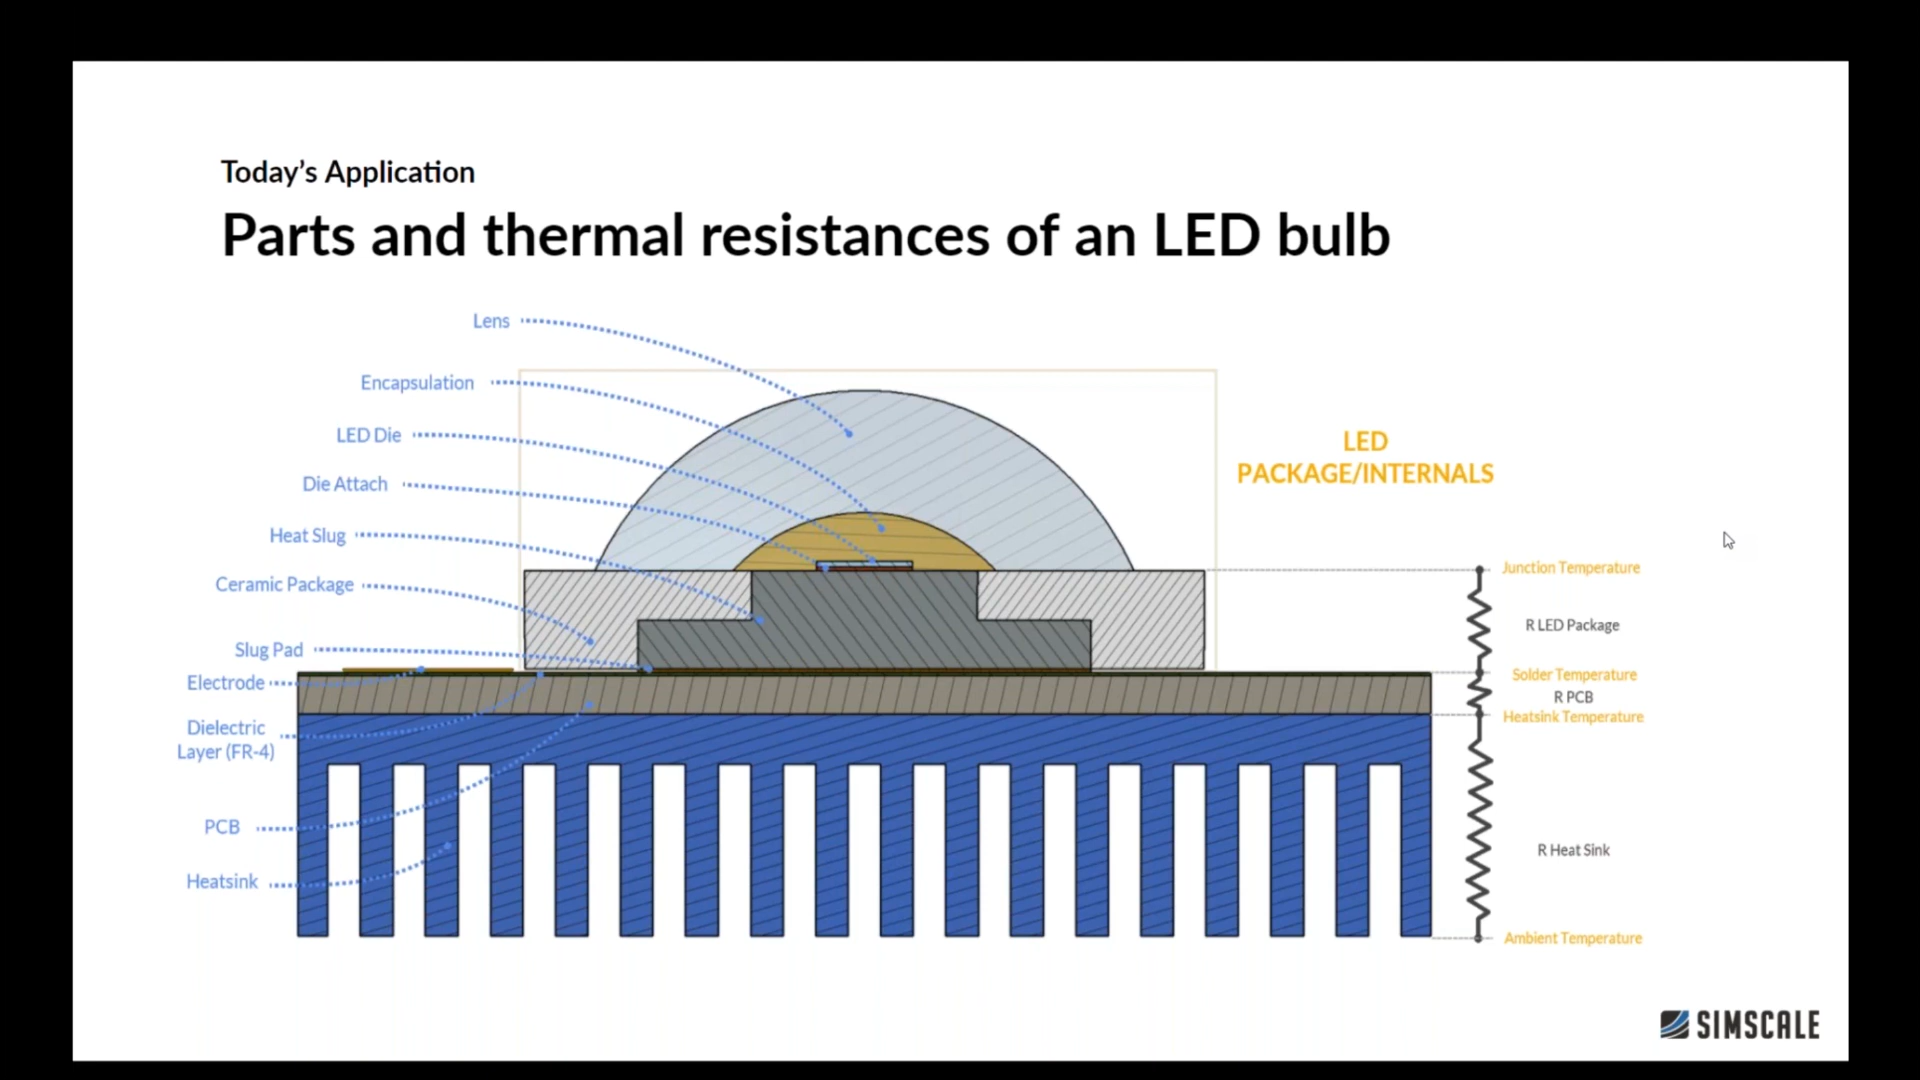 Today's Application
Parts and thermal resistances of an LED bulb
Lens
Encapsulation
LED Die
Die Attach
Heat Slug
Ceramic Package
Slug Pad
Electrode
Dielectric
Layer (FR-4)
PCB
Heatsink
LED
PACKAGE/INTERNALS
Junction Temperature
R LED Package
Solder Temperature
R PCB
Heatsink Temperature
R Heat Sink
Ambient Temperature
SIMSCALE